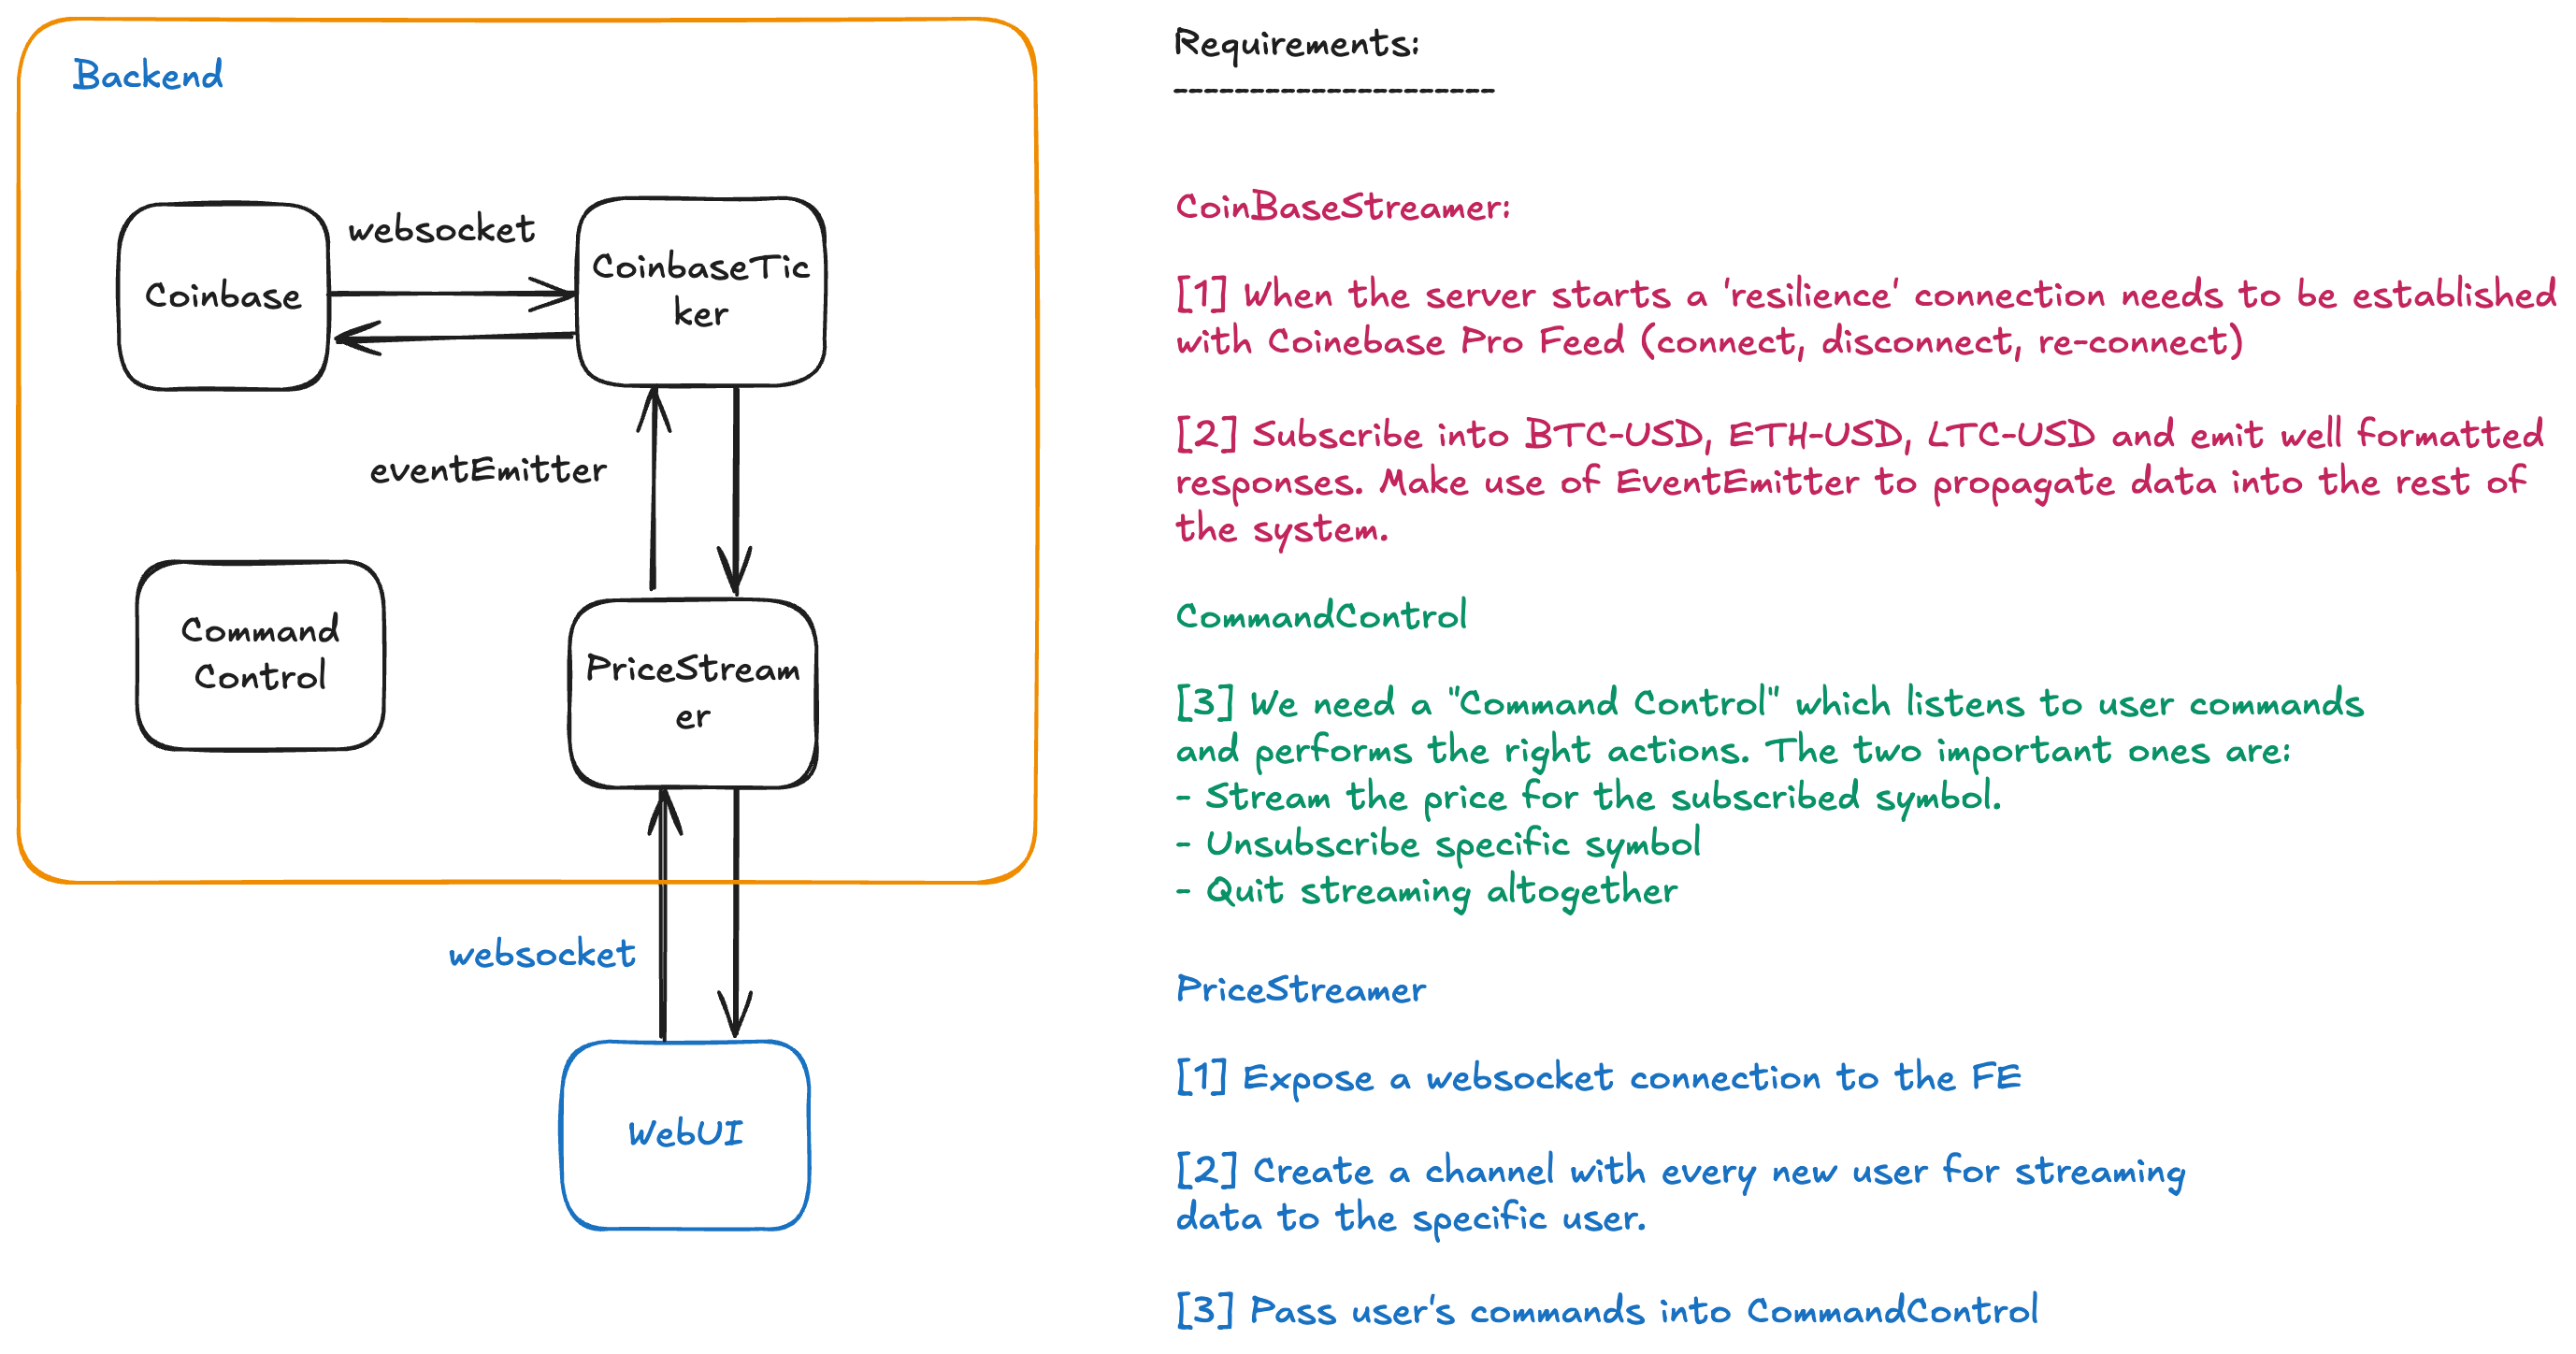 Backend
Coinbase
websocket
CoinbaseTic
ker
eventEmitter
Command
Control
PriceStream
er
websocket
WebUI
Requirements:
---------------------
CoinBaseStreamer:
[1] When the server starts a 'resilience' connection needs to be established
with Coinebase Pro Feed (connect, disconnect, re-connect)
[2] Subscribe into BTC-USD, ETH-USD, LTC-USD and emit well formatted
responses. Make use of EventEmitter to propagate data into the rest of
the system.
CommandControl
[3] We need a "Command Control" which listens to user commands
and performs the right actions. The two important ones are:
- Stream the price for the subscribed symbol.
- Unsubscribe specific symbol
- Quit streaming altogether
PriceStreamer
[1] Expose a websocket connection to the FE
[2] Create a channel with every new user for streaming
data to the specific user.
[3] Pass user's commands into CommandControl